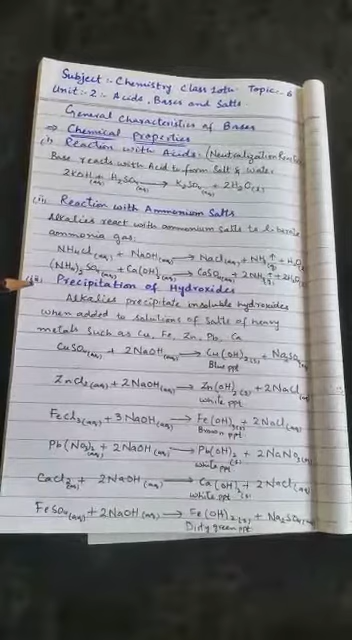 Subject :- Chemistry Class 10th Topic :- 6
Unit :- 2 :- Acids, Bases and Salts
General Characteristics of Bases
⇒ Chemical properties
(i) Reaction with Acids: (Neutralization
Base reacts with Acid to form Salt & Water
2KOH(aq) + H2SO4(aq) → K2SO4 + 2H2O(l)
(ii) Reaction with Ammonium Salts
Alkalies react with ammonium salts to liberate
ammonia gas.
NH4Cl(aq) + NaOH(aq) → NaCl(aq) + NH3↑(g) + H2O
(NH4)2SO4(aq) + Ca(OH)2(aq) → CaSO4(aq) + 2NH3↑(g) + 2H2O
(iii) Precipitation of Hydroxides
Alkalies precipitate insoluble hydroxides
when added to solutions of salts of heavy
metals such as Cu, Fe, Zn, Pb, Ca
CuSO4(aq) + 2NaOH(aq) → Cu(OH)2(s) + Na2SO4
Blue ppt
ZnCl2(aq) + 2NaOH(aq) → Zn(OH)2(s) + 2NaCl(aq)
white ppt
FeCl3(aq) + 3NaOH(aq) → Fe(OH)3(s) + 2NaCl(aq)
Brown ppt
Pb(NO3)2(aq) + 2NaOH(aq) → Pb(OH)2(s) + 2NaNO3(aq)
white ppt
CaCl2(aq) + 2NaOH(aq) → Ca(OH)2(s) + 2NaCl(aq)
white ppt
FeSO4(aq) + 2NaOH(aq) → Fe(OH)2(s) + Na2SO4(aq)
Dirty green ppt